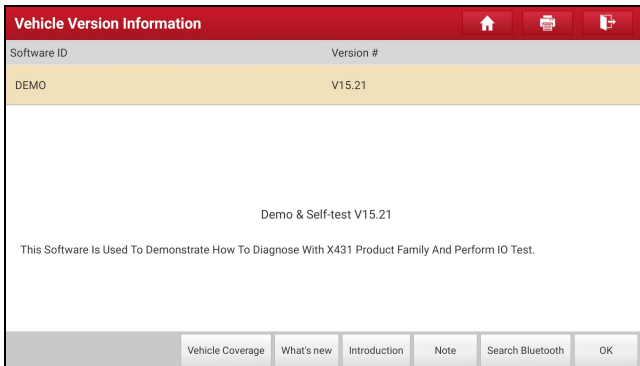 Vehicle Version Information
Software ID Version #
DEMO V15.21
Demo & Self-test V15.21
This Software Is Used To Demonstrate How To Diagnose With X431 Product Family And Perform IO Test.
Vehicle Coverage What's new Introduction Note Search Bluetooth OK